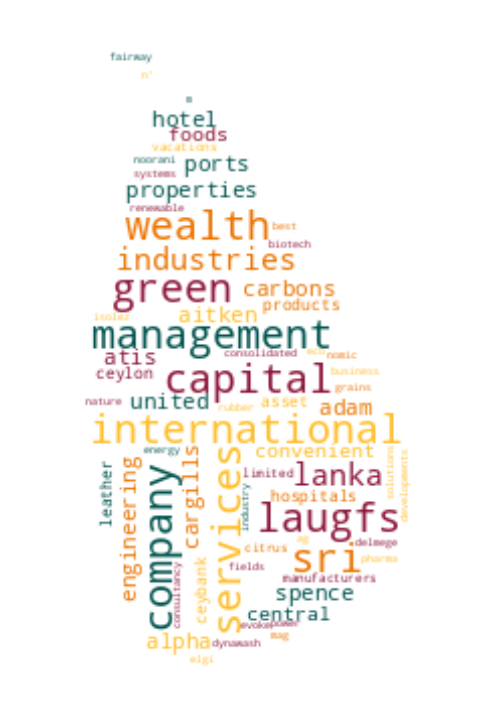 fairway
n'
m
hotel
foods
vacations
noorani ports
systems
properties
renewable
wealth best
biotech
industries
green carbons
products
isolez aitken
management
atis consolidated eco nomic
ceylon capital business
grains
nature united rubber asset adam
international
energy convenient
leather engineering company cargills services limited lanka solutions developments
industry hospitals
laugfs
ag
citrus sri delmege
fields pharma
consultancy ceybank manufacturers
spence
central
evoke power
alpha dynawash mag
elgi